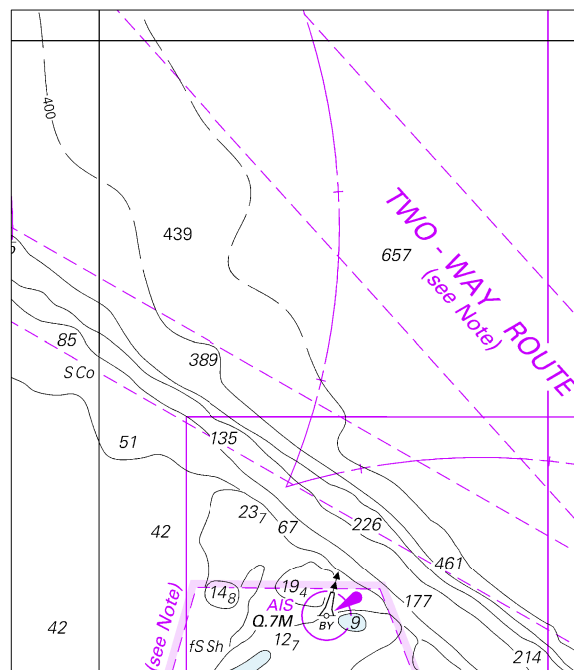 400
439
657
TWO - WAY ROUTE
(see Note)
85
389
S Co
51
135
23₇
67
226
42
461
14₈
19₄
177
AIS
Q.7M
BY
9
(see Note)
42
fS Sh
12₇
214